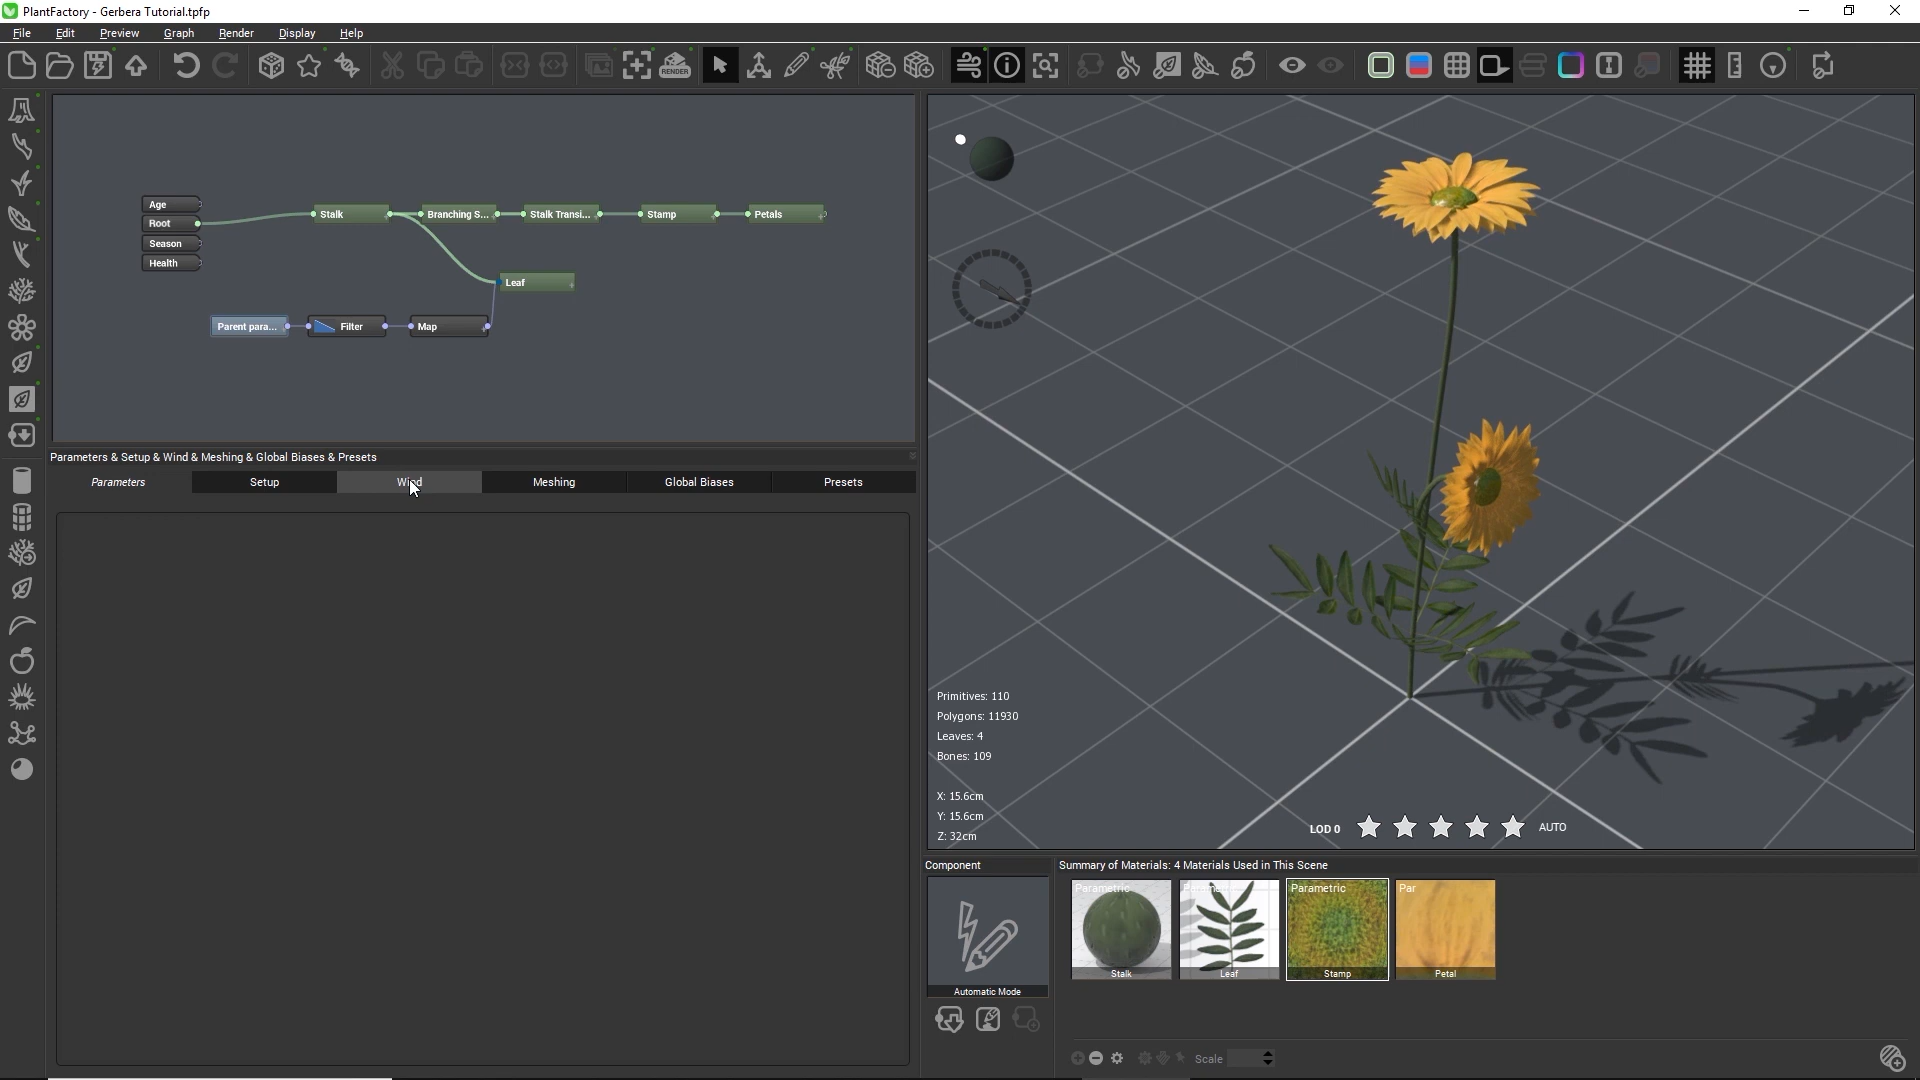 PlantFactory - Gerbera Tutorial.tpfp
File Edit Preview Graph Render Display Help
RENDER RENDER
Age
Root
Season
Health
Stalk
Branching S...
Stalk Transi...
Stamp
Petals
Leaf
Parent para...
Filter
Map
Parameters & Setup & Wind & Meshing & Global Biases & Presets
Parameters Setup Wind Meshing Global Biases Presets
Primitives: 110
Polygons: 11930
Leaves: 4
Bones: 109
X: 15.6cm
Y: 15.6cm
Z: 32cm
LOD 0 AUTO
Component
Automatic Mode
Summary of Materials: 4 Materials Used in This Scene
Parametric Parametric Par
Stalk Leaf Stamp Petal
Scale